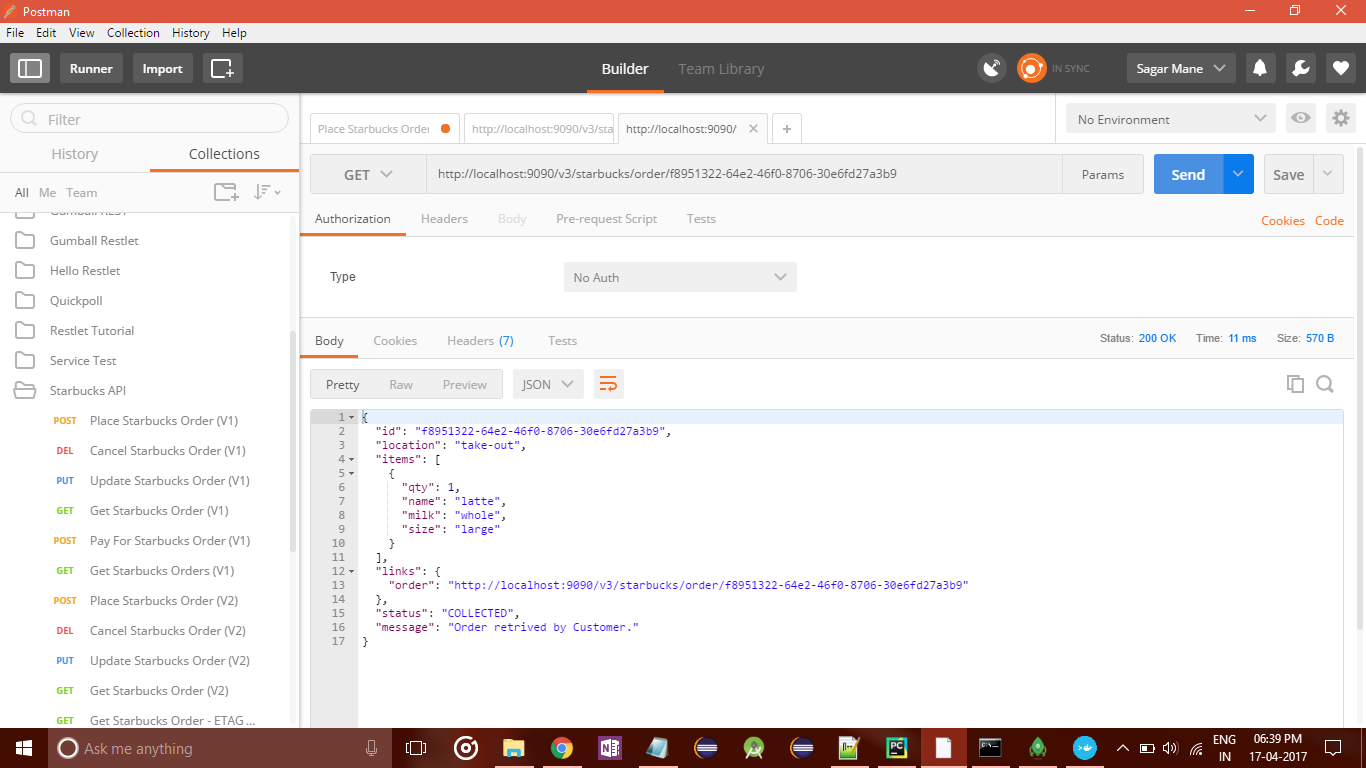 Postman
File Edit View Collection History Help
Runner Import Builder Team Library IN SYNC Sagar Mane
Filter
History Collections
All Me Team
Gumball REST
Gumball Restlet
Hello Restlet
Quickpoll
Restlet Tutorial
Service Test
Starbucks API
POST Place Starbucks Order (V1)
DEL Cancel Starbucks Order (V1)
PUT Update Starbucks Order (V1)
GET Get Starbucks Order (V1)
POST Pay For Starbucks Order (V1)
GET Get Starbucks Orders (V1)
POST Place Starbucks Order (V2)
DEL Cancel Starbucks Order (V2)
PUT Update Starbucks Order (V2)
GET Get Starbucks Order (V2)
GET Get Starbucks Order - ETAG ...
Place Starbucks Order http://localhost:9090/v3/sta http://localhost:9090/ × +
No Environment
GET http://localhost:9090/v3/starbucks/order/f8951322-64e2-46f0-8706-30e6fd27a3b9 Params Send Save
Authorization Headers Body Pre-request Script Tests Cookies Code
Type No Auth
Body Cookies Headers (7) Tests Status: 200 OK Time: 11 ms Size: 570 B
Pretty Raw Preview JSON
1 {
2 "id": "f8951322-64e2-46f0-8706-30e6fd27a3b9",
3 "location": "take-out",
4 "items": [
5 {
6 "qty": 1,
7 "name": "latte",
8 "milk": "whole",
9 "size": "large"
10 }
11 ],
12 "links": {
13 "order": "http://localhost:9090/v3/starbucks/order/f8951322-64e2-46f0-8706-30e6fd27a3b9"
14 },
15 "status": "COLLECTED",
16 "message": "Order retrived by Customer."
17 }
Ask me anything
ENG 06:39 PM
IN 17-04-2017